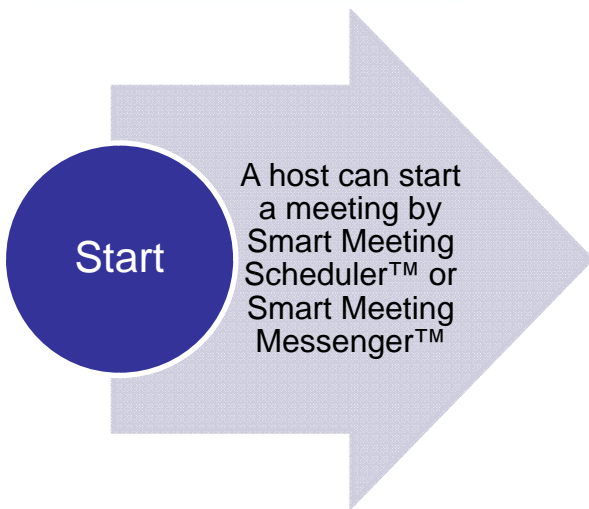 Start
A host can start
a meeting by
Smart Meeting
Scheduler™ or
Smart Meeting
Messenger™